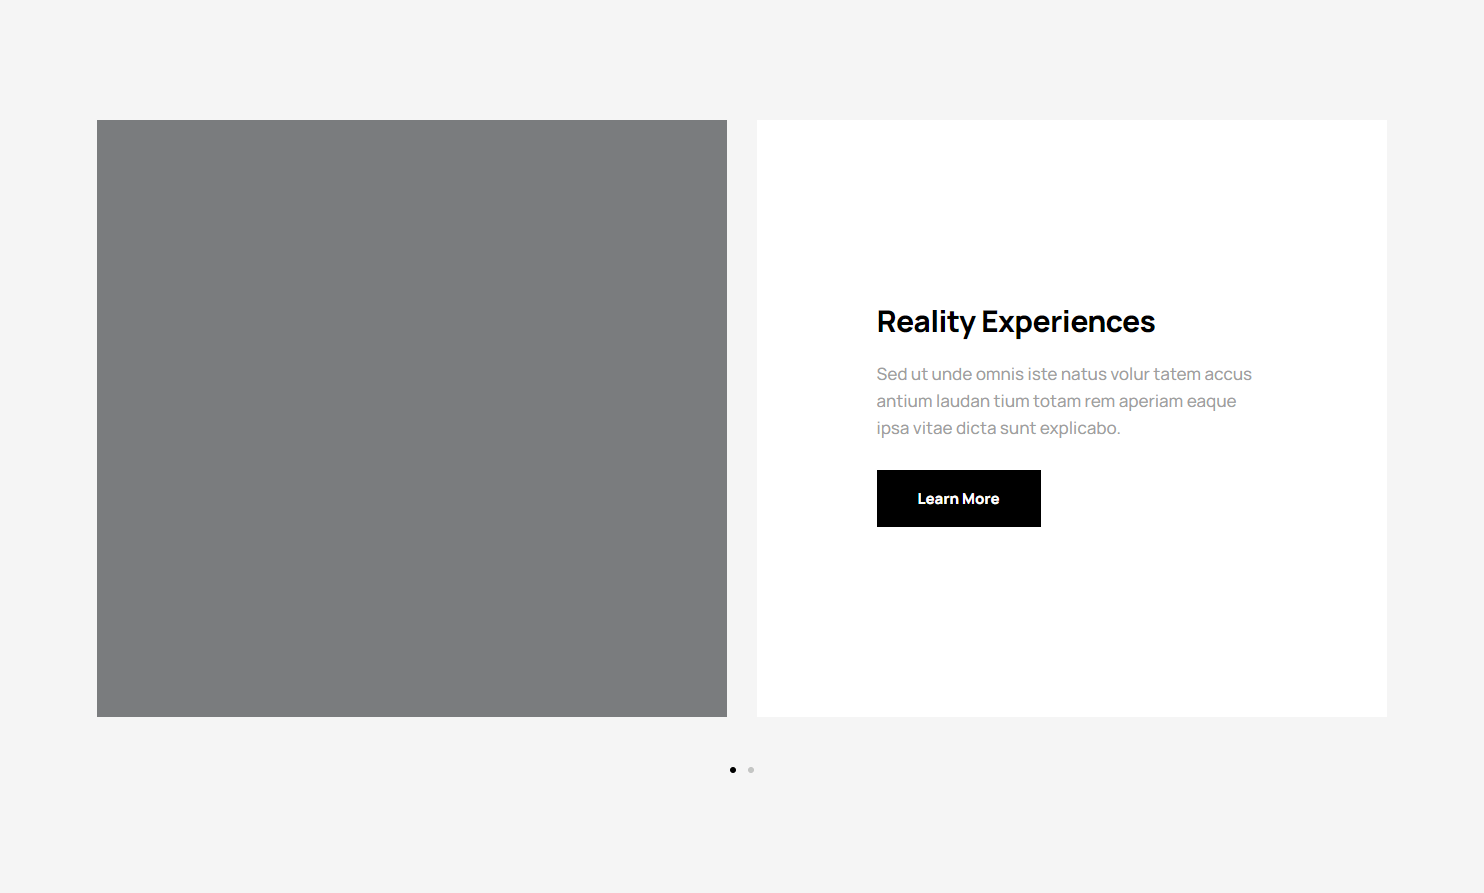 Reality Experiences
Sed ut unde omnis iste natus volur tatem accus
antium laudan tium totam rem aperiam eaque
ipsa vitae dicta sunt explicabo.
Learn More